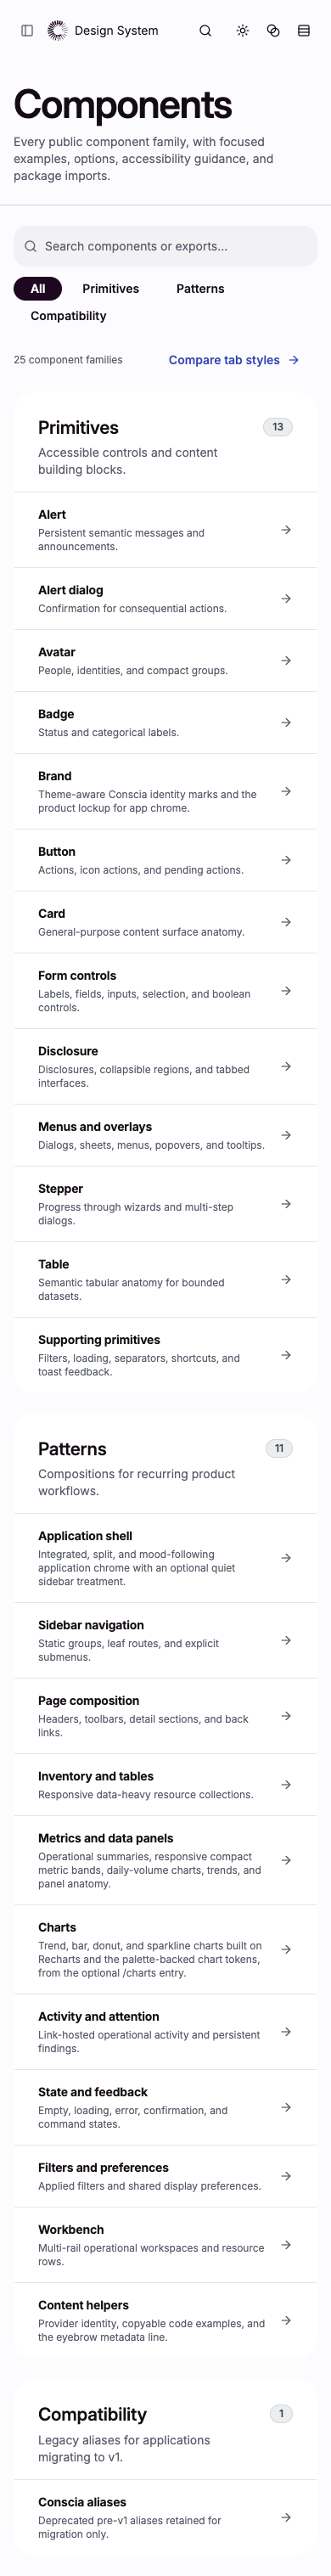 Design System
Components
Every public component family, with focused
examples, options, accessibility guidance, and
package imports.
Search components or exports...
All
Primitives
Patterns
Compatibility
25 component families
Compare tab styles
Primitives
13
Accessible controls and content
building blocks.
Alert
Persistent semantic messages and
announcements.
Alert dialog
Confirmation for consequential actions.
Avatar
People, identities, and compact groups.
Badge
Status and categorical labels.
Brand
Theme-aware Conscia identity marks and the
product lockup for app chrome.
Button
Actions, icon actions, and pending actions.
Card
General-purpose content surface anatomy.
Form controls
Labels, fields, inputs, selection, and boolean
controls.
Disclosure
Disclosures, collapsible regions, and tabbed
interfaces.
Menus and overlays
Dialogs, sheets, menus, popovers, and tooltips.
Stepper
Progress through wizards and multi-step
dialogs.
Table
Semantic tabular anatomy for bounded
datasets.
Supporting primitives
Filters, loading, separators, shortcuts, and
toast feedback.
Patterns
11
Compositions for recurring product
workflows.
Application shell
Integrated, split, and mood-following
application chrome with an optional quiet
sidebar treatment.
Sidebar navigation
Static groups, leaf routes, and explicit
submenus.
Page composition
Headers, toolbars, detail sections, and back
links.
Inventory and tables
Responsive data-heavy resource collections.
Metrics and data panels
Operational summaries, responsive compact
metric bands, daily-volume charts, trends, and
panel anatomy.
Charts
Trend, bar, donut, and sparkline charts built on
Recharts and the palette-backed chart tokens,
from the optional /charts entry.
Activity and attention
Link-hosted operational activity and persistent
findings.
State and feedback
Empty, loading, error, confirmation, and
command states.
Filters and preferences
Applied filters and shared display preferences.
Workbench
Multi-rail operational workspaces and resource
rows.
Content helpers
Provider identity, copyable code examples, and
the eyebrow metadata line.
Compatibility
1
Legacy aliases for applications
migrating to v1.
Conscia aliases
Deprecated pre-v1 aliases retained for
migration only.